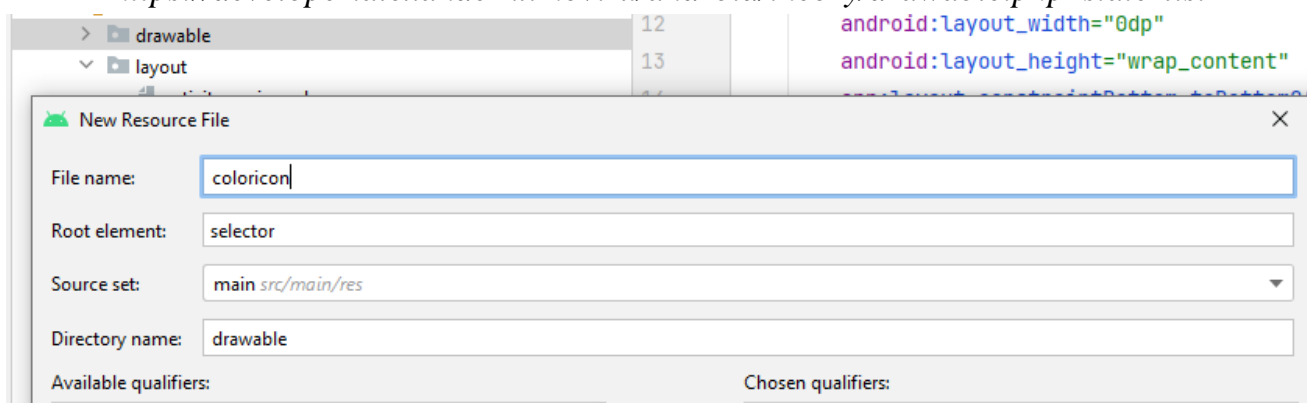 drawable
12 android:layout_width="0dp"
layout
13 android:layout_height="wrap_content"
New Resource File
File name: coloricon
Root element: selector
Source set: main src/main/res
Directory name: drawable
Available qualifiers: Chosen qualifiers: